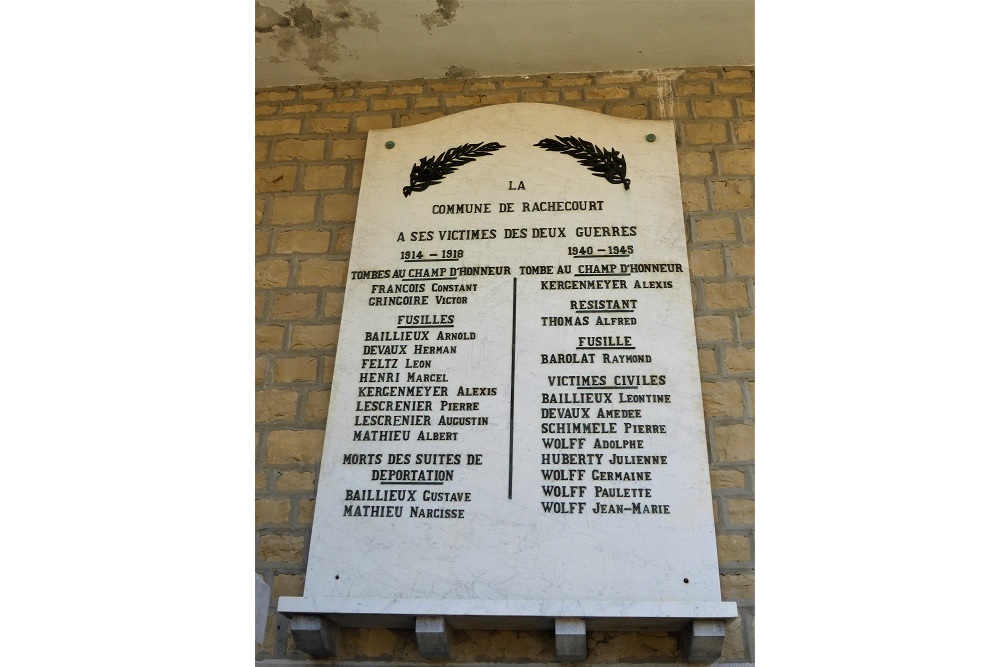 LA
COMMUNE DE RACHECOURT
A SES VICTIMES DES DEUX GUERRES
1914 – 1918
TOMBES AU CHAMP D'HONNEUR
FRANCOIS CONSTANT
GRINGOIRE VICTOR
FUSILLES
BAILLIEUX ARNOLD
DEVAUX HERMAN
FELTZ LEON
HENRI MARCEL
KERGENMEYER ALEXIS
LESCRENIER PIERRE
LESCRENIER AUGUSTIN
MATHIEU ALBERT
MORTS DES SUITES DE
DEPORTATION
BAILLIEUX GUSTAVE
MATHIEU NARCISSE
1940 – 1945
TOMBE AU CHAMP D'HONNEUR
KERGENMEYER ALEXIS
RESISTANT
THOMAS ALFRED
FUSILLE
BAROLAT RAYMOND
VICTIMES CIVILES
BAILLIEUX LEONTINE
DEVAUX AMEDEE
SCHIMMELE PIERRE
WOLFF ADOLPHE
HUBERTY JULIENNE
WOLFF GERMAINE
WOLFF PAULETTE
WOLFF JEAN-MARIE